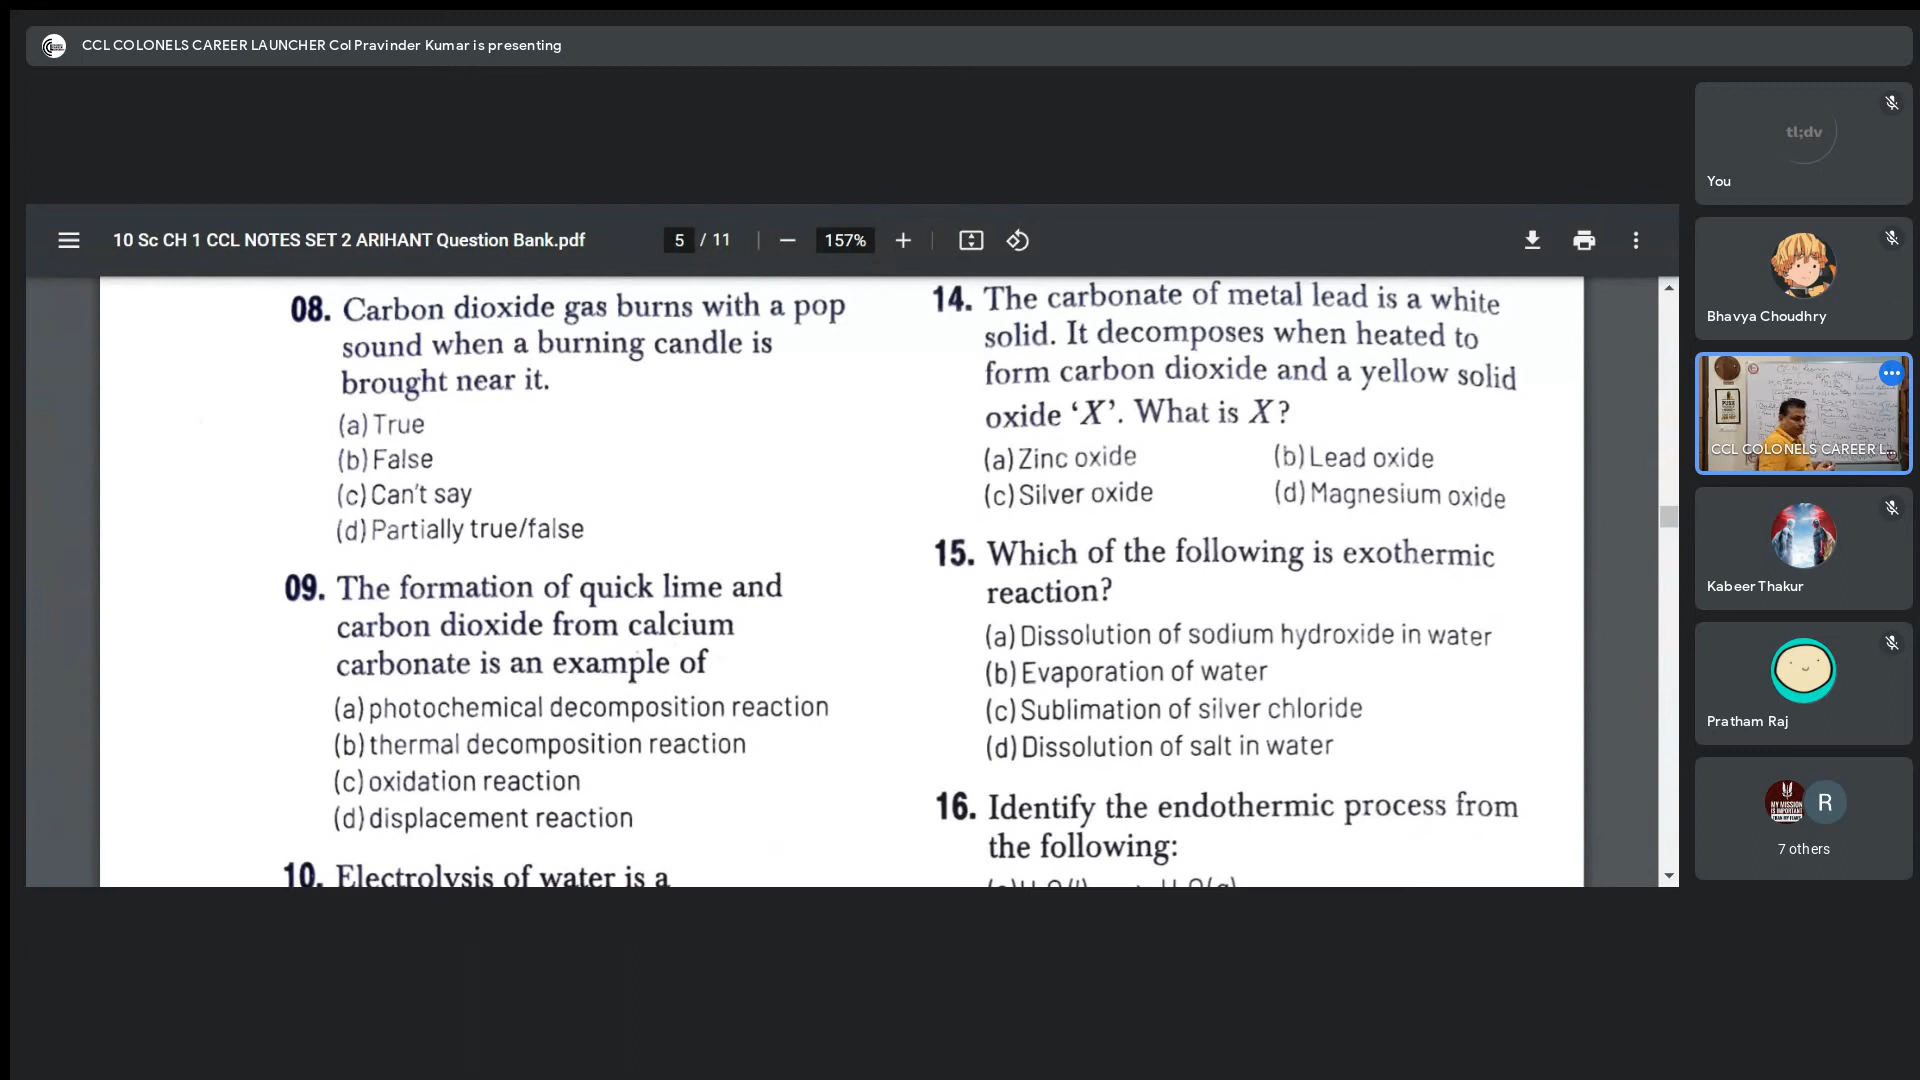 CCL COLONELS CAREER LAUNCHER Col Pravinder Kumar is presenting
10 Sc CH 1 CCL NOTES SET 2 ARIHANT Question Bank.pdf
5 / 11
157%
08. Carbon dioxide gas burns with a pop
sound when a burning candle is
brought near it.
(a) True
(b) False
(c) Can't say
(d) Partially true/false
09. The formation of quick lime and
carbon dioxide from calcium
carbonate is an example of
(a) photochemical decomposition reaction
(b) thermal decomposition reaction
(c) oxidation reaction
(d) displacement reaction
10. Electrolysis of water is a
14. The carbonate of metal lead is a white
solid. It decomposes when heated to
form carbon dioxide and a yellow solid
oxide ‘X’. What is X?
(a) Zinc oxide (b) Lead oxide
(c) Silver oxide (d) Magnesium oxide
15. Which of the following is exothermic
reaction?
(a) Dissolution of sodium hydroxide in water
(b) Evaporation of water
(c) Sublimation of silver chloride
(d) Dissolution of salt in water
16. Identify the endothermic process from
the following:
tl;dv
You
Bhavya Choudhry
CCL COLONELS CAREER L...
Kabeer Thakur
Pratham Raj
MY MISSION
IS IMPORTANT
THAN MY FEARS
R
7 others